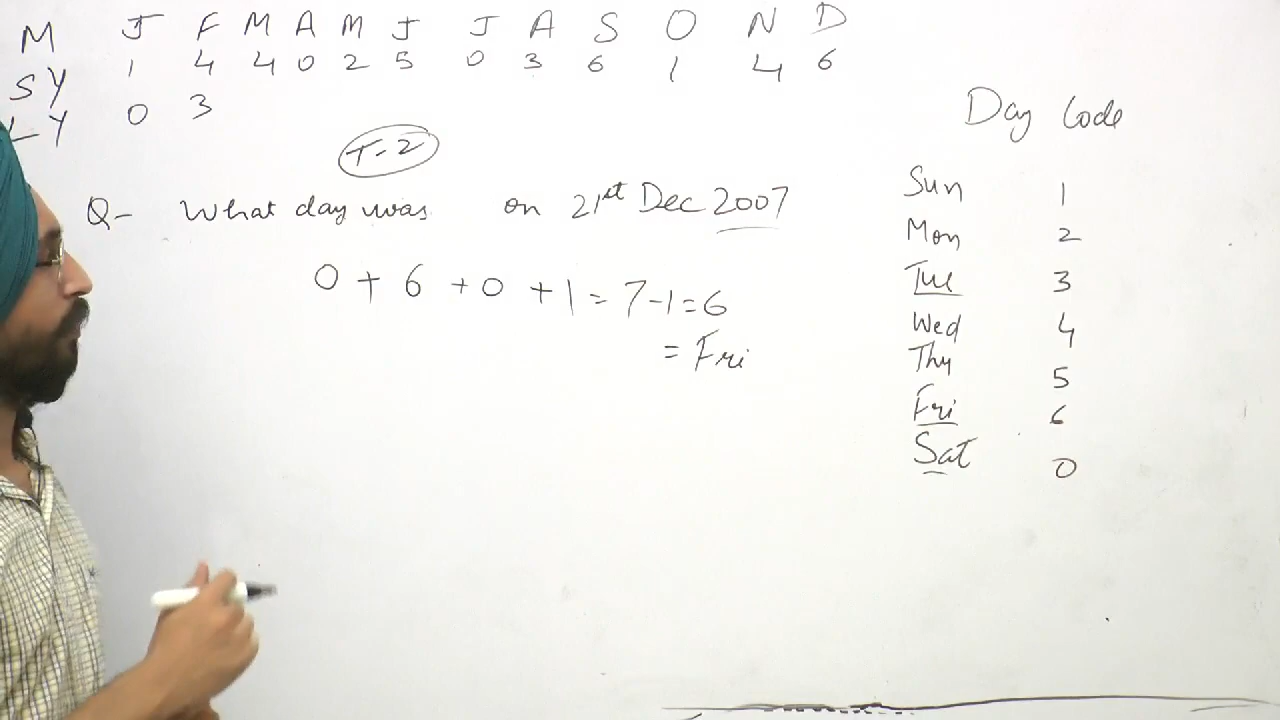 M J F M A M J J A S O N D
SY 1 4 4 0 2 5 0 3 6 1 4 6
LY 0 3
T-2
Q- What day was on 21st Dec 2007
0 + 6 + 0 + 1 = 7-1=6
= Fri
Day Code
Sun 1
Mon 2
Tue 3
Wed 4
Thu 5
Fri 6
Sat 0